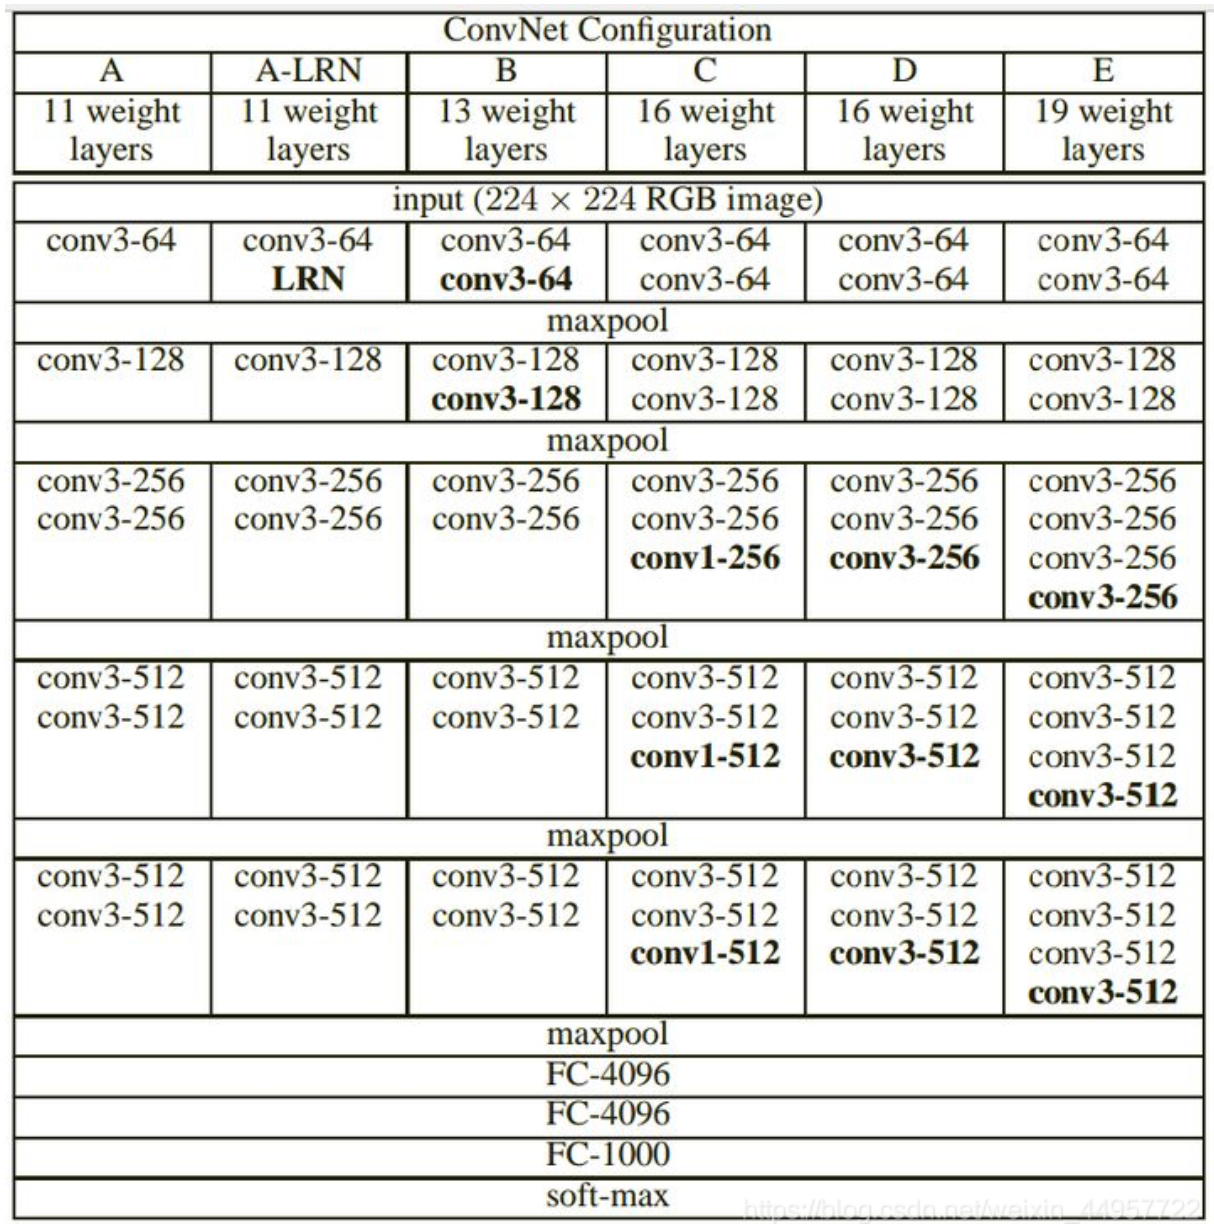 ConvNet Configuration
A A-LRN B C D E
11 weight layers 11 weight layers 13 weight layers 16 weight layers 16 weight layers 19 weight layers
input (224 × 224 RGB image)
conv3-64 conv3-64 conv3-64 conv3-64 conv3-64 conv3-64
LRN conv3-64 conv3-64 conv3-64 conv3-64
maxpool
conv3-128 conv3-128 conv3-128 conv3-128 conv3-128 conv3-128
conv3-128 conv3-128 conv3-128 conv3-128
maxpool
conv3-256 conv3-256 conv3-256 conv3-256 conv3-256 conv3-256
conv3-256 conv3-256 conv3-256 conv3-256 conv3-256 conv3-256
conv1-256 conv3-256 conv3-256
conv3-256
maxpool
conv3-512 conv3-512 conv3-512 conv3-512 conv3-512 conv3-512
conv3-512 conv3-512 conv3-512 conv3-512 conv3-512 conv3-512
conv1-512 conv3-512 conv3-512
conv3-512
maxpool
conv3-512 conv3-512 conv3-512 conv3-512 conv3-512 conv3-512
conv3-512 conv3-512 conv3-512 conv3-512 conv3-512 conv3-512
conv1-512 conv3-512 conv3-512
conv3-512
maxpool
FC-4096
FC-4096
FC-1000
soft-max
https://blog.csdn.net/weixin_44957722